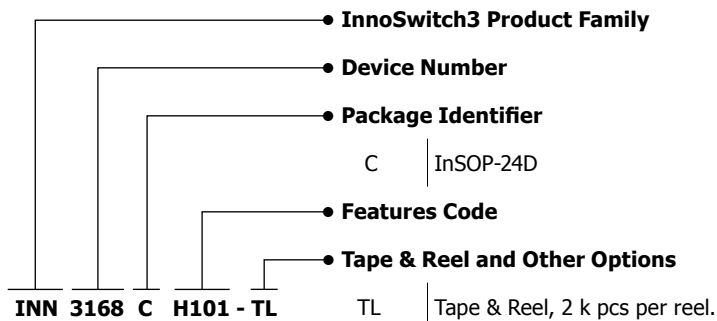 InnoSwitch3 Product Family
Device Number
Package Identifier
C InSOP-24D
Features Code
Tape & Reel and Other Options
INN 3168 C H101 - TL TL Tape & Reel, 2 k pcs per reel.